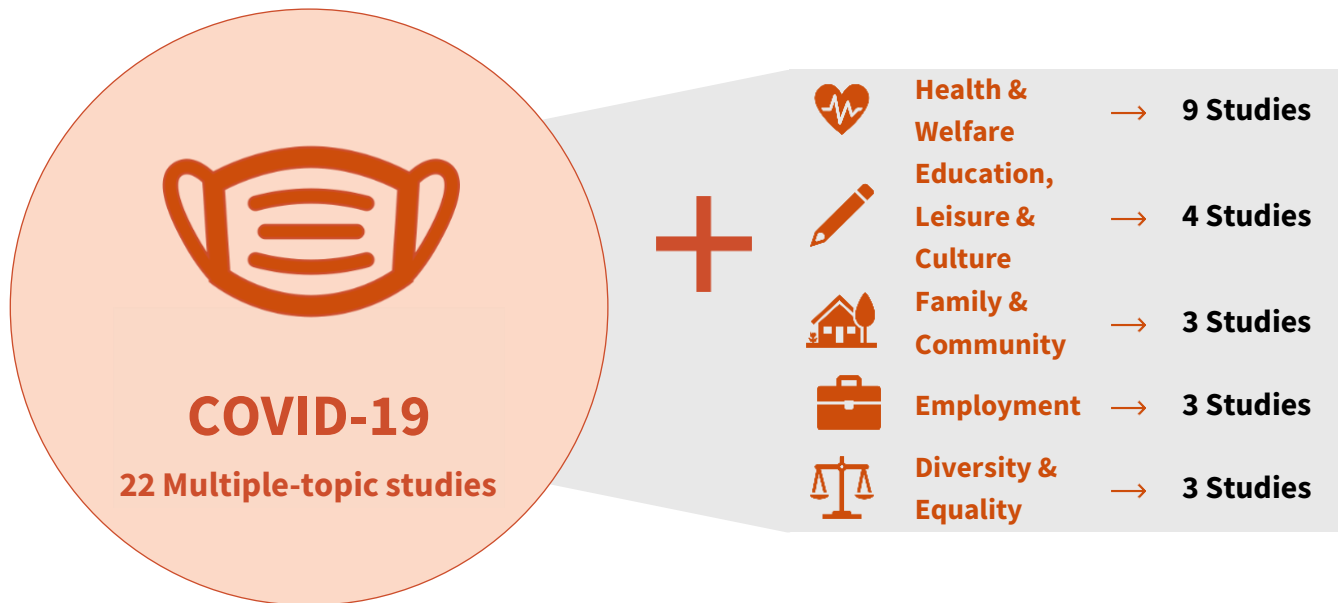 COVID-19
22 Multiple-topic studies
Health &
Welfare
9 Studies
Education,
Leisure &
Culture
4 Studies
Family &
Community
3 Studies
Employment
3 Studies
Diversity &
Equality
3 Studies